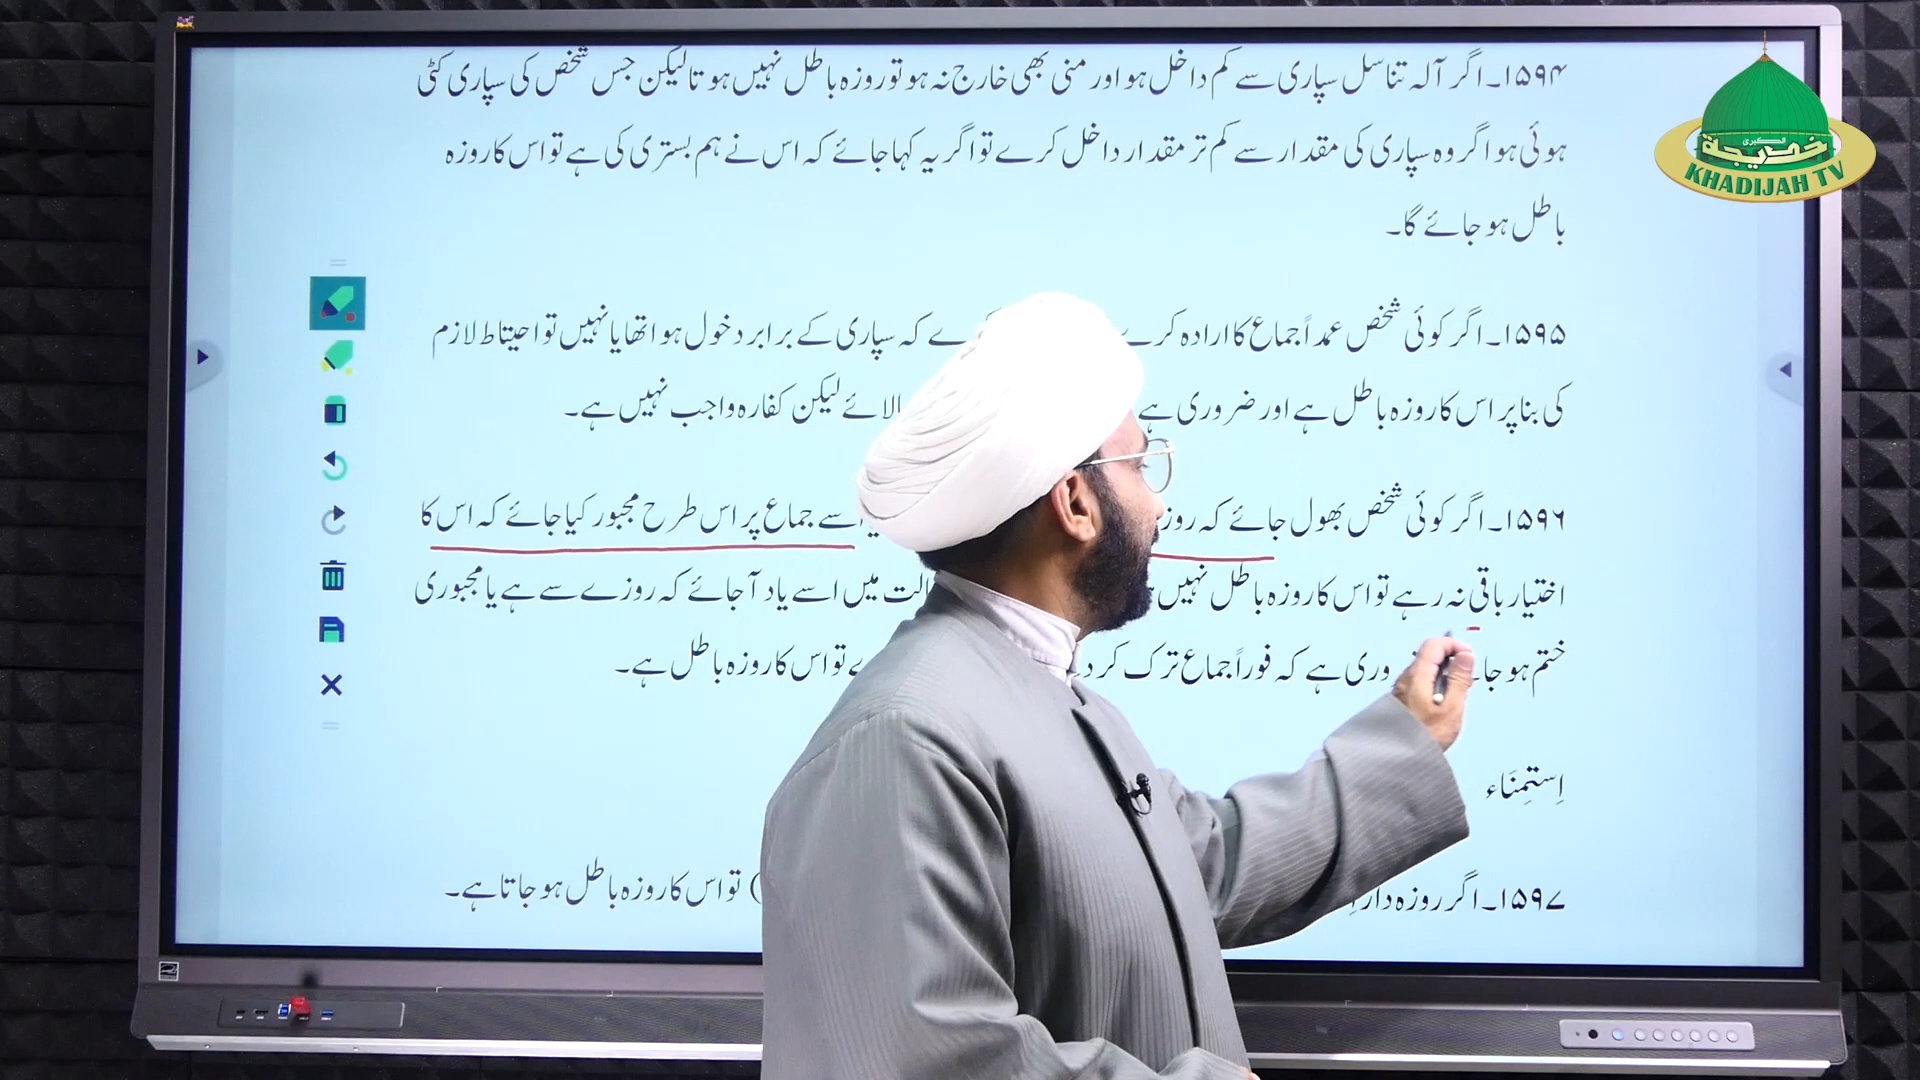 ۱۵۹۴۔ اگر آلہ تناسل سپاری سے کم داخل ہو اور منی بھی خارج نہ ہو تو روزہ باطل نہیں ہوتا لیکن جس شخص کی سپاری کٹی
ہوئی ہو اگر وہ سپاری کی مقدار سے کم تر مقدار داخل کرے تو اگر یہ کہا جائے کہ اس نے ہم بستری کی ہے تو اس کا روزہ
باطل ہو جائے گا۔
۱۵۹۵۔ اگر کوئی شخص عمداً جماع کا ارادہ کرے کہ سپاری کے برابر دخول ہوا تھا یا نہیں تو احتیاط لازم
کی بنا پر اس کا روزہ باطل ہے اور ضروری ہے لیکن کفارہ واجب نہیں ہے۔
۱۵۹۶۔ اگر کوئی شخص بھول جائے کہ اسے جماع پر اس طرح مجبور کیا جائے کہ اس کا
اختیار باقی نہ رہے تو اس کا روزہ باطل نہیں میں اسے یاد آجائے کہ روزے سے ہے یا مجبوری
ختم ہو ہے کہ فوراً جماع ترک کر تو اس کا روزہ باطل ہے۔
اِستِمنَاء
۱۵۹۷۔ اگر روزہ دار ) تو اس کا روزہ باطل ہو جاتا ہے۔
خدیجة
الکبری
KHADIJAH TV